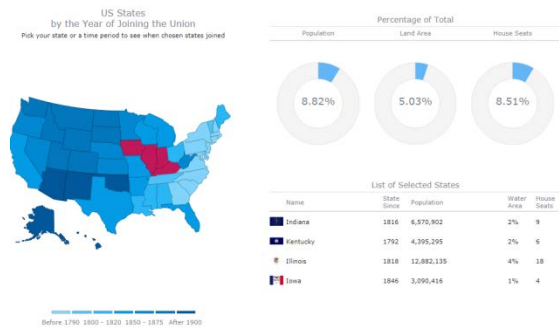 US States
by the Year of Joining the Union
Pick your state or a time period to see when chosen states joined
Before 1790 1800 - 1820 1850 - 1875 After 1900
Percentage of Total
Population Land Area House Seats
8.82% 5.03% 8.51%
List of Selected States
Name State Since Population Water Area House Seats
Indiana 1816 6,570,902 2% 9
Kentucky 1792 4,395,295 2% 6
Illinois 1818 12,882,135 4% 18
Iowa 1846 3,090,416 1% 4